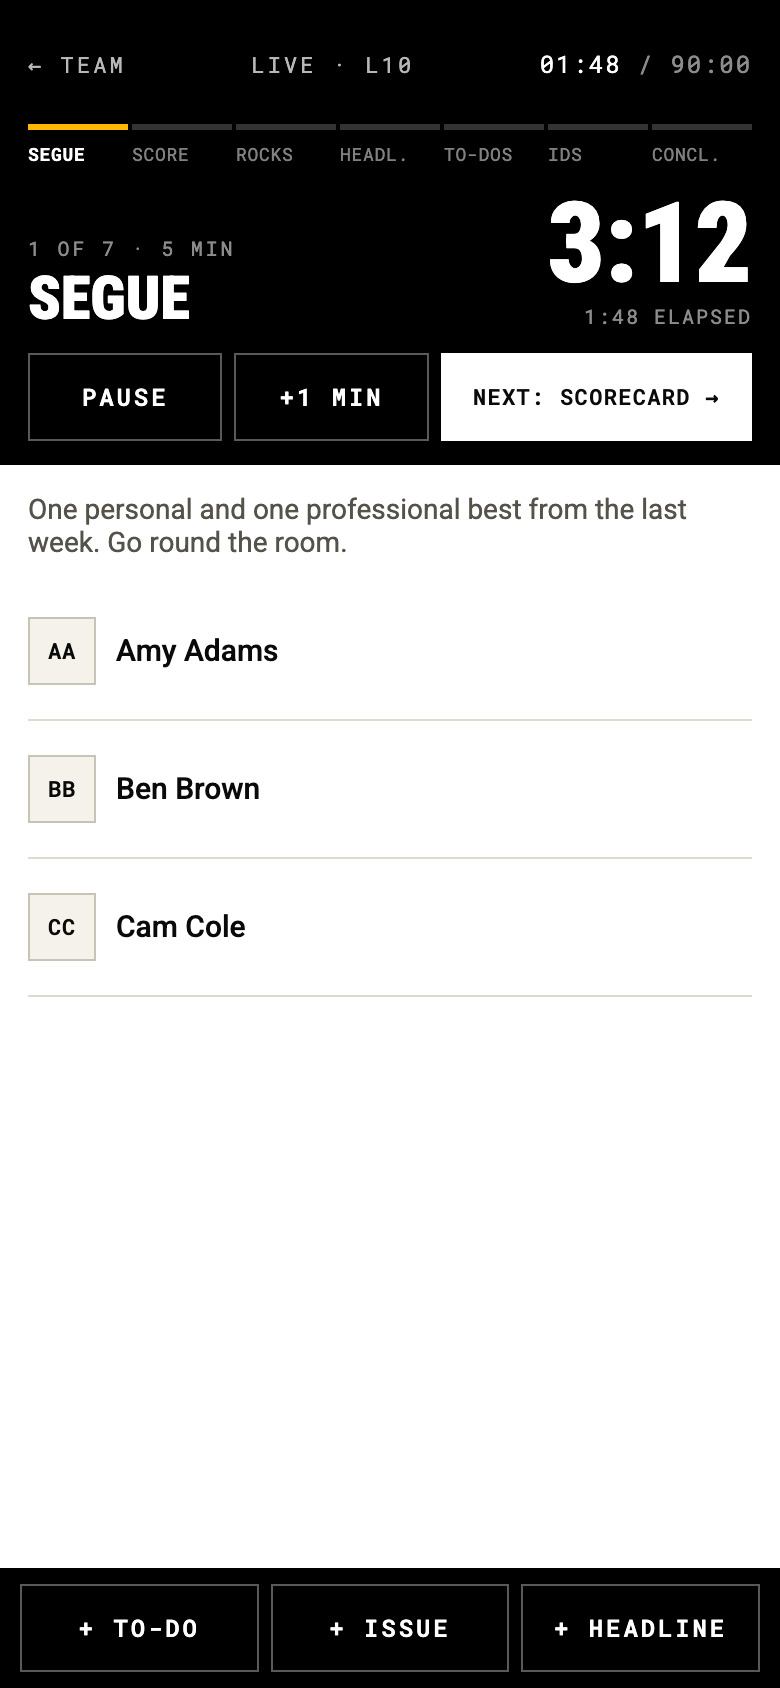 ← TEAM LIVE · L10 01:48 / 90:00
SEGUE SCORE ROCKS HEADL. TO-DOS IDS CONCL.
1 OF 7 · 5 MIN
SEGUE
3:12
1:48 ELAPSED
PAUSE +1 MIN NEXT: SCORECARD →
One personal and one professional best from the last
week. Go round the room.
AA Amy Adams
BB Ben Brown
CC Cam Cole
+ TO-DO + ISSUE + HEADLINE